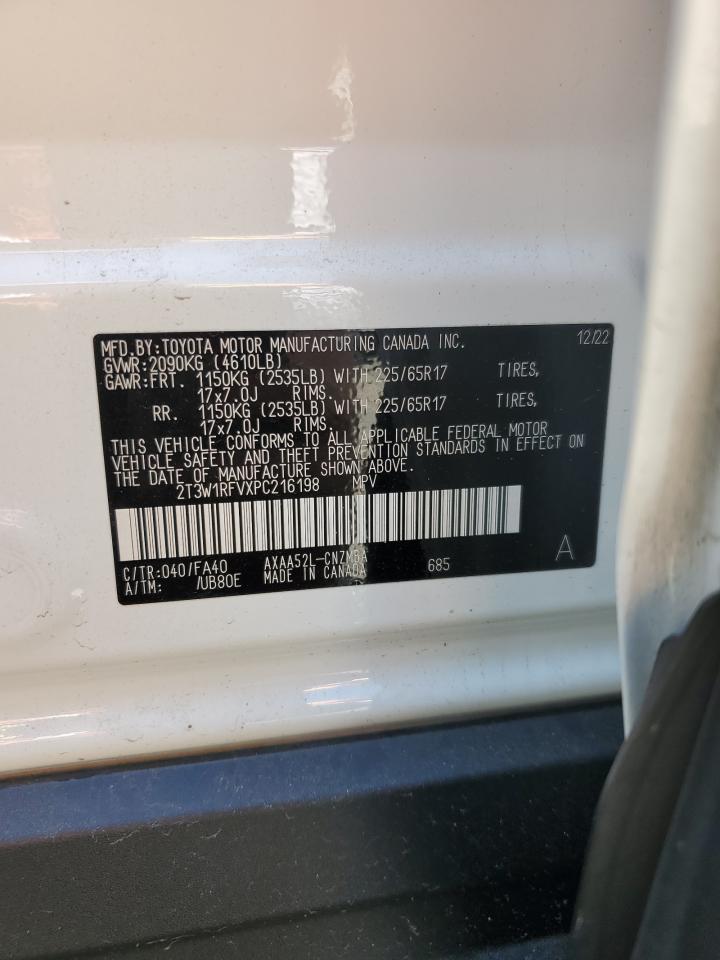 MFD.BY:TOYOTA MOTOR MANUFACTURING CANADA INC. 12/22
GVWR:2090KG (4610LB)
GAWR:FRT. 1150KG (2535LB) WITH 225/65R17 TIRES,
17x7.0J RIMS.
RR. 1150KG (2535LB) WITH 225/65R17 TIRES,
17x7.0J RIMS.
THIS VEHICLE CONFORMS TO ALL APPLICABLE FEDERAL MOTOR
VEHICLE SAFETY AND THEFT PREVENTION STANDARDS IN EFFECT ON
THE DATE OF MANUFACTURE SHOWN ABOVE.
2T3W1RFVXPC216198 MPV
C/TR:040/FA40 AXAA52L-CNZMBA 685 A
A/TM: /UB80E MADE IN CANADA